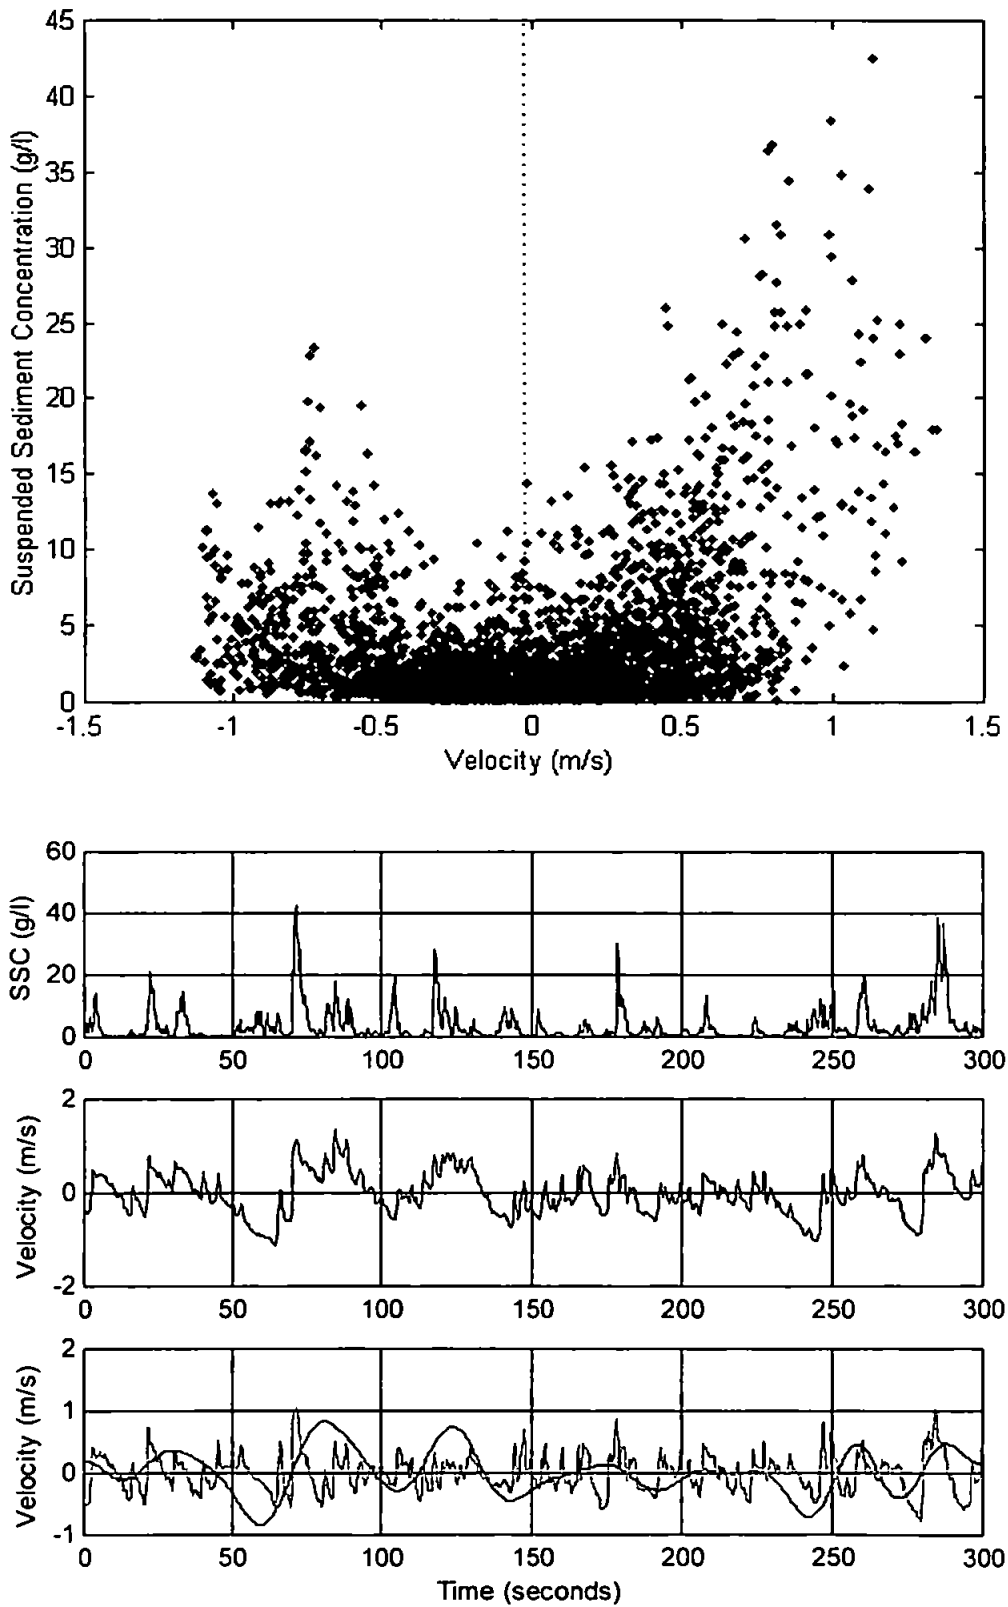 45
40
35
30
25
20
15
10
5
0
Suspended Sediment Concentration (g/l)
-1.5 -1 -0.5 0 0.5 1 1.5
Velocity (m/s)
60
40
20
0
SSC (g/l)
0 50 100 150 200 250 300
2
0
-2
Velocity (m/s)
0 50 100 150 200 250 300
2
1
0
-1
Velocity (m/s)
0 50 100 150 200 250 300
Time (seconds)